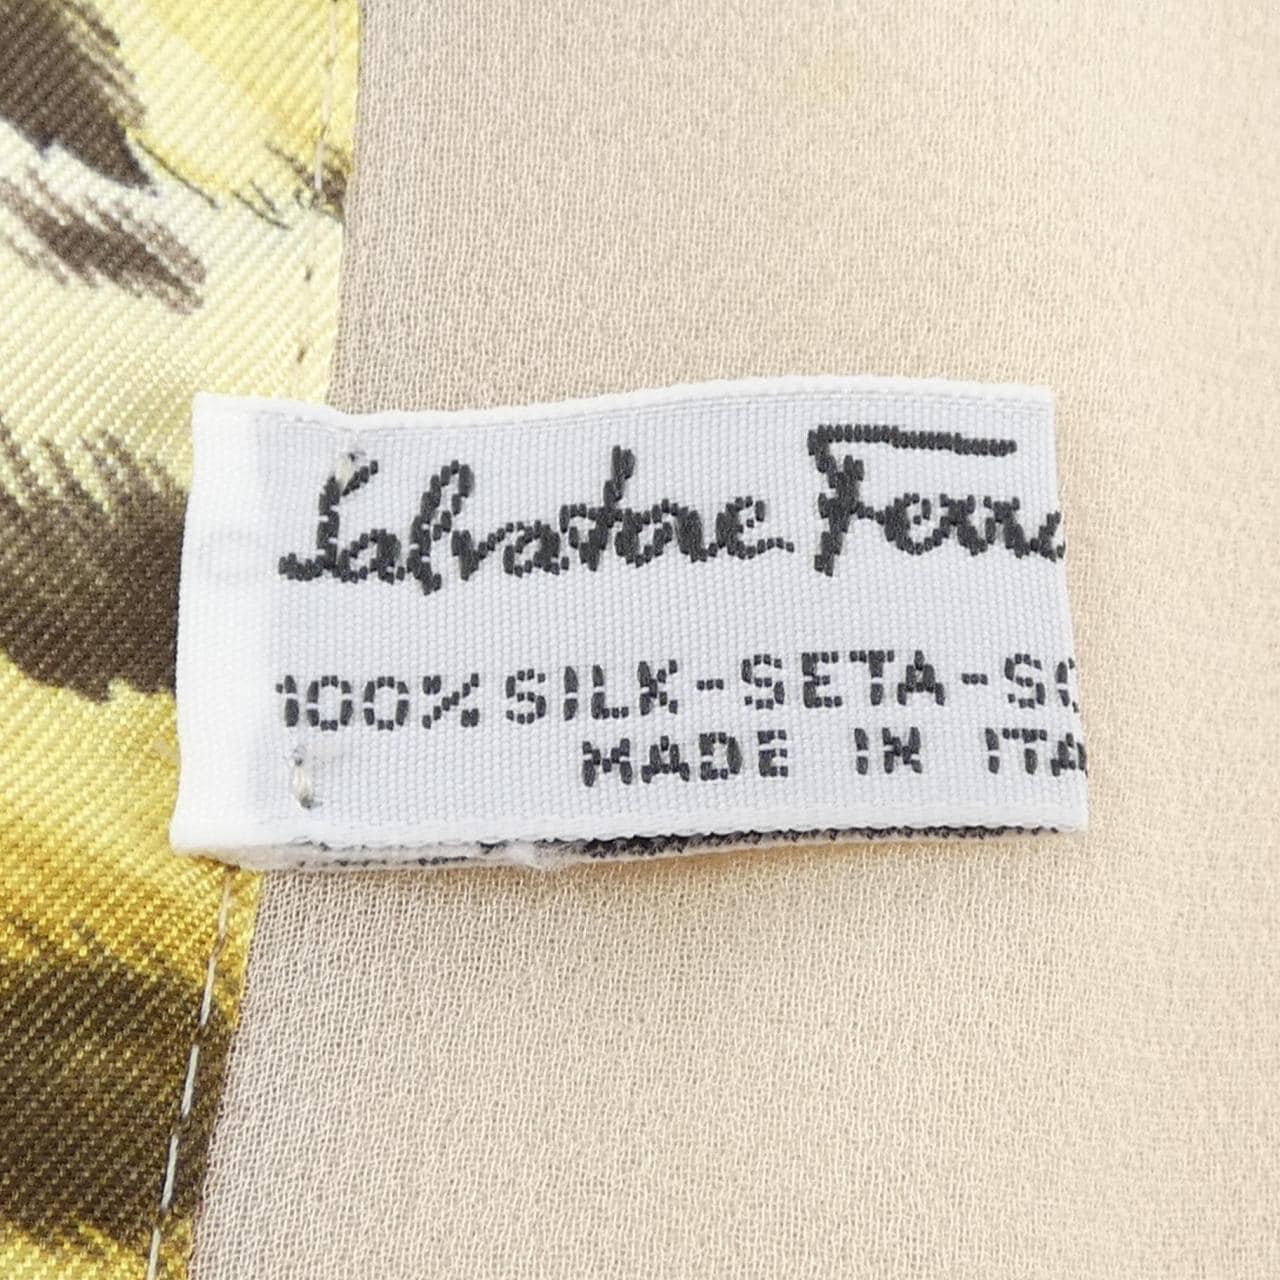 Salvatore Ferra
100% SILK-SETA-SO
MADE IN ITA